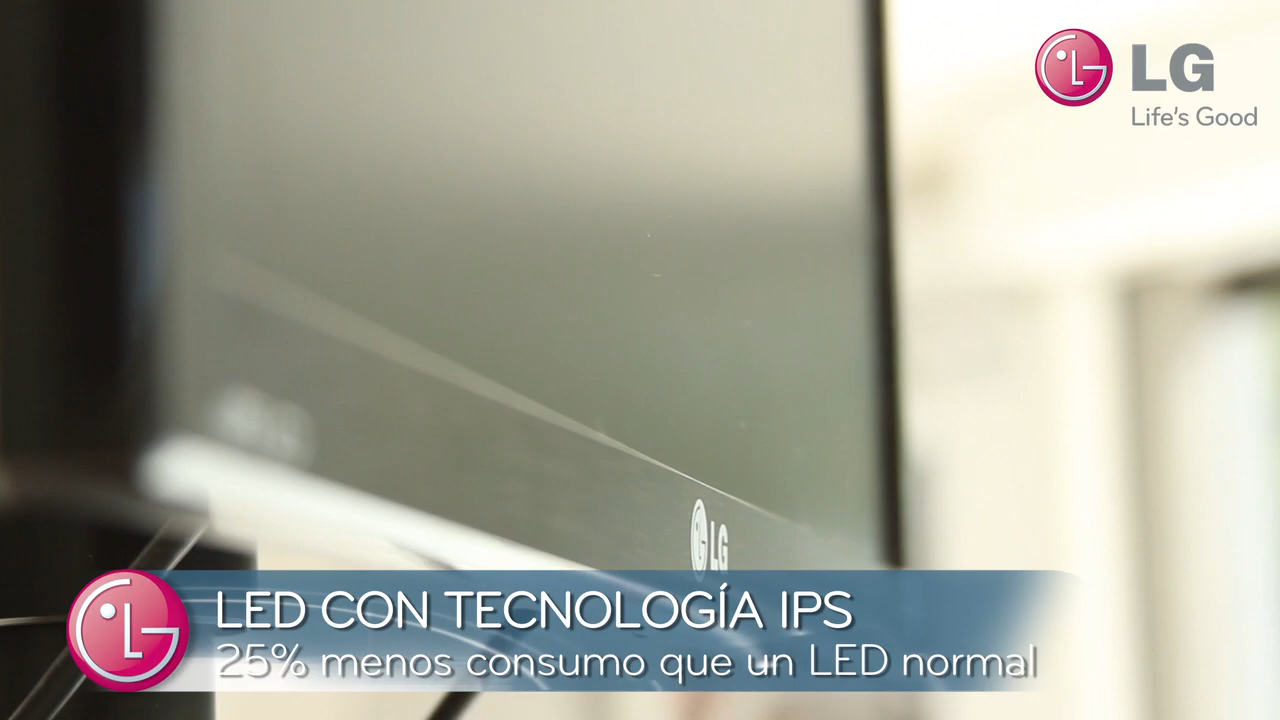 LG
Life's Good
LG
LED CON TECNOLOGÍA IPS
25% menos consumo que un LED normal